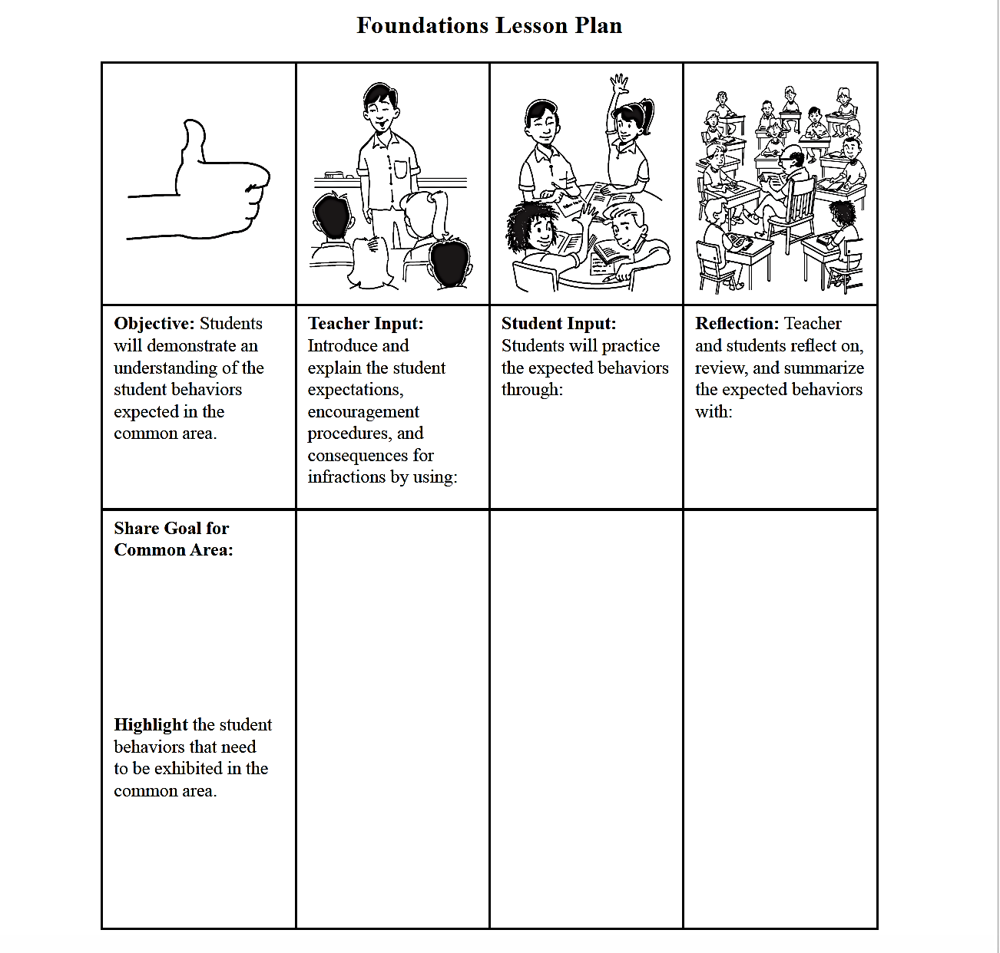 Foundations Lesson Plan
Objective: Students
will demonstrate an
understanding of the
student behaviors
expected in the
common area.
Teacher Input:
Introduce and
explain the student
expectations,
encouragement
procedures, and
consequences for
infractions by using:
Student Input:
Students will practice
the expected behaviors
through:
Reflection: Teacher
and students reflect on,
review, and summarize
the expected behaviors
with:
Share Goal for
Common Area:
Highlight the student
behaviors that need
to be exhibited in the
common area.